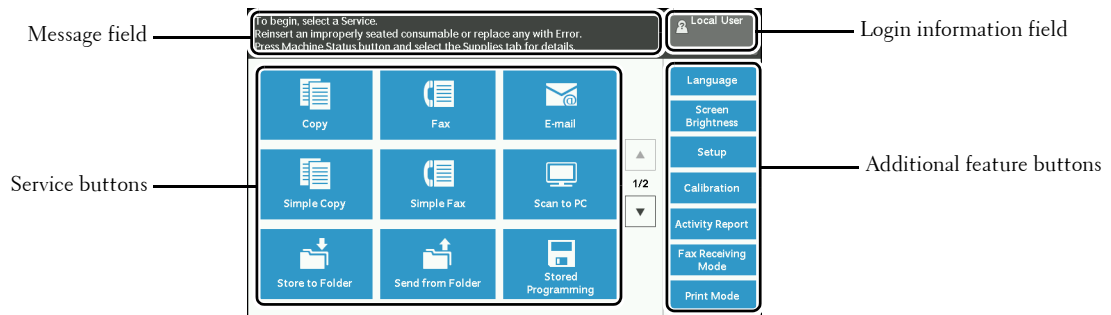 Message field
To begin, select a Service.
Reinsert an improperly seated consumable or replace any with Error.
Press Machine Status button and select the Supplies tab for details.
Local User
Login information field
Service buttons
Copy
Fax
E-mail
Simple Copy
Simple Fax
Scan to PC
Store to Folder
Send from Folder
Stored
Programming
1/2
Language
Screen
Brightness
Setup
Calibration
Activity Report
Fax Receiving
Mode
Print Mode
Additional feature buttons